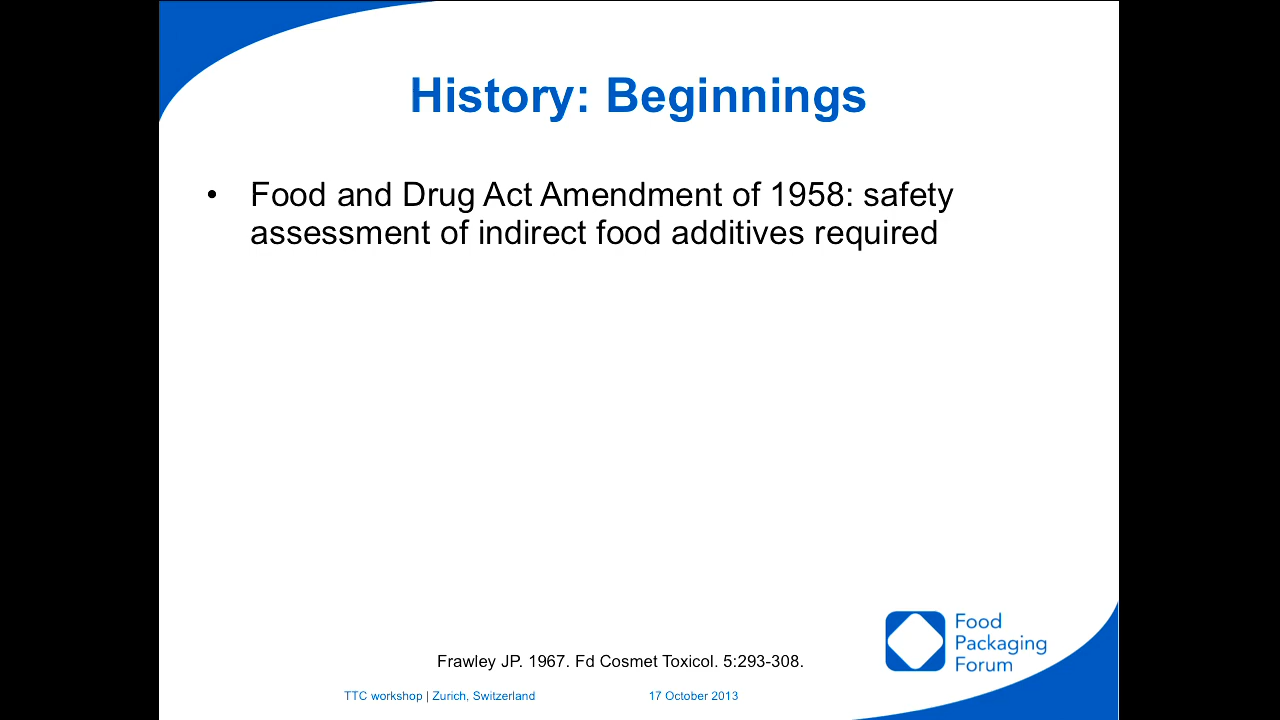 History: Beginnings
• Food and Drug Act Amendment of 1958: safety
assessment of indirect food additives required
Food
Packaging
Forum
Frawley JP. 1967. Fd Cosmet Toxicol. 5:293-308.
TTC workshop | Zurich, Switzerland 17 October 2013